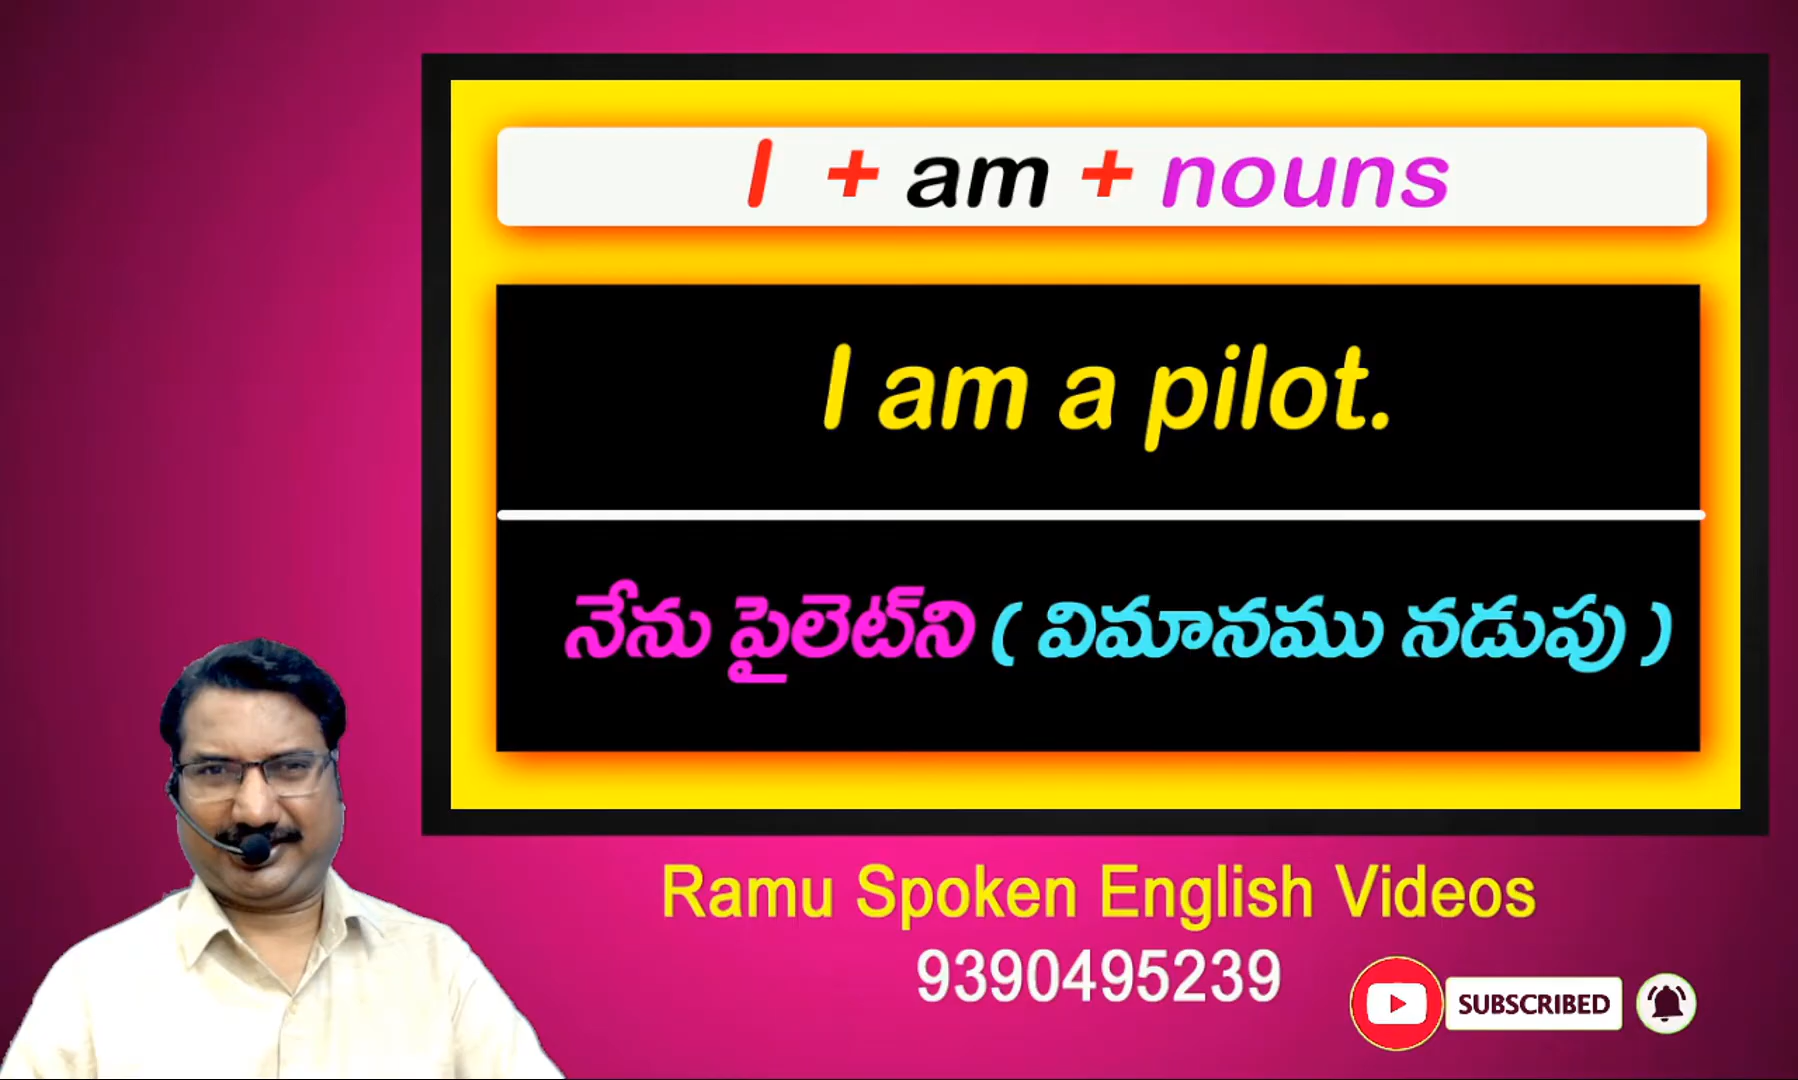 I + am + nouns
I am a pilot.
నేను పైలెట్‌ని ( విమానము నడుపు )
Ramu Spoken English Videos
9390495239
SUBSCRIBED